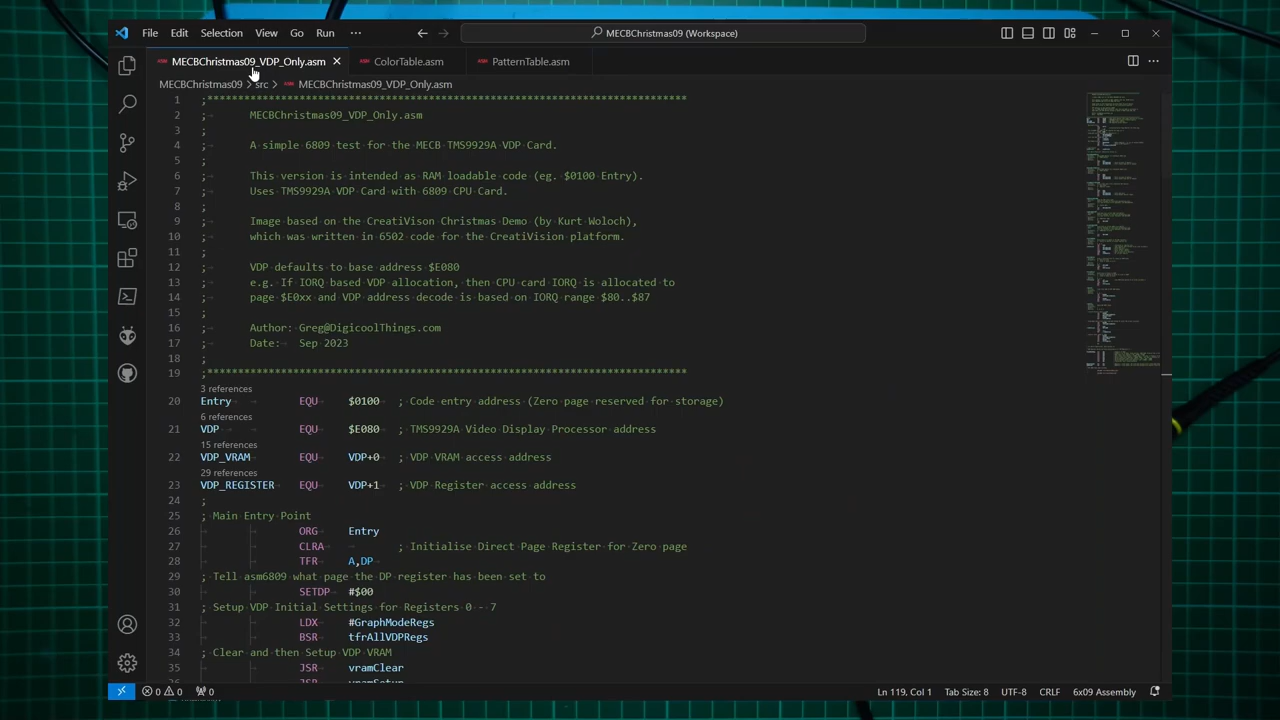 File Edit Selection View Go Run ··· MECBChristmas09 (Workspace)
MECBChristmas09_VDP_Only.asm ColorTable.asm PatternTable.asm
MECBChristmas09 > src > MECBChristmas09_VDP_Only.asm
1 ;**********************************************************************
2 ; MECBChristmas09_VDP_Only.asm
3 ;
4 ; A simple 6809 test for the MECB TMS9929A VDP Card.
5 ;
6 ; This version is intended as RAM loadable code (eg. $0100 Entry).
7 ; Uses TMS9929A VDP Card with 6809 CPU Card.
8 ;
9 ; Image based on the CreatiVison Christmas Demo (by Kurt Woloch),
10 ; which was written in 6502 code for the CreatiVision platform.
11 ;
12 ; VDP defaults to base address $E080
13 ; e.g. If IORQ based VDP allocation, then CPU card IORQ is allocated to
14 ; page $E0xx and VDP address decode is based on IORQ range $80..$87
15 ;
16 ; Author: Greg@DigicoolThings.com
17 ; Date: Sep 2023
18 ;
19 ;**********************************************************************
3 references
20 Entry EQU $0100 ; Code entry address (Zero page reserved for storage)
6 references
21 VDP EQU $E080 ; TMS9929A Video Display Processor address
15 references
22 VDP_VRAM EQU VDP+0 ; VDP VRAM access address
29 references
23 VDP_REGISTER EQU VDP+1 ; VDP Register access address
24 ;
25 ; Main Entry Point
26 ORG Entry
27 CLRA ; Initialise Direct Page Register for Zero page
28 TFR A,DP
29 ; Tell asm6809 what page the DP register has been set to
30 SETDP #$00
31 ; Setup VDP Initial Settings for Registers 0 - 7
32 LDX #GraphModeRegs
33 BSR tfrAllVDPRegs
34 ; Clear and then Setup VDP VRAM
35 JSR vramClear
36 JSR vramSetup
0 0 0 Ln 119, Col 1 Tab Size: 8 UTF-8 CRLF 6x09 Assembly